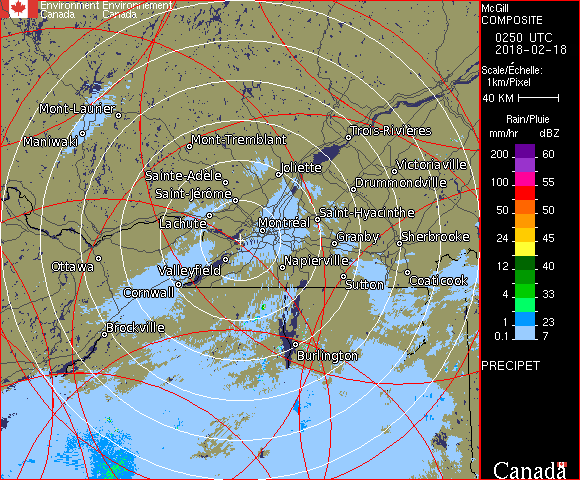 Environment Environnement
Canada Canada
McGill
COMPOSITE
0250 UTC
2018-02-18
Scale/Échelle:
1km/Pixel
40 KM
Rain/Pluie
mm/hr dBZ
200 60
100 55
50 50
24 45
12 40
4 33
1 23
0.1 7
PRECIPET
Canada
Mont-Laurier
Maniwaki
Mont-Tremblant
Trois-Rivières
Sainte-Adèle
Joliette
Victoriaville
Saint-Jérôme
Drummondville
Lachute
Montréal
Saint-Hyacinthe
Granby
Sherbrooke
Ottawa
Valleyfield
Napierville
Cornwall
Sutton
Coaticook
Brockville
Burlington